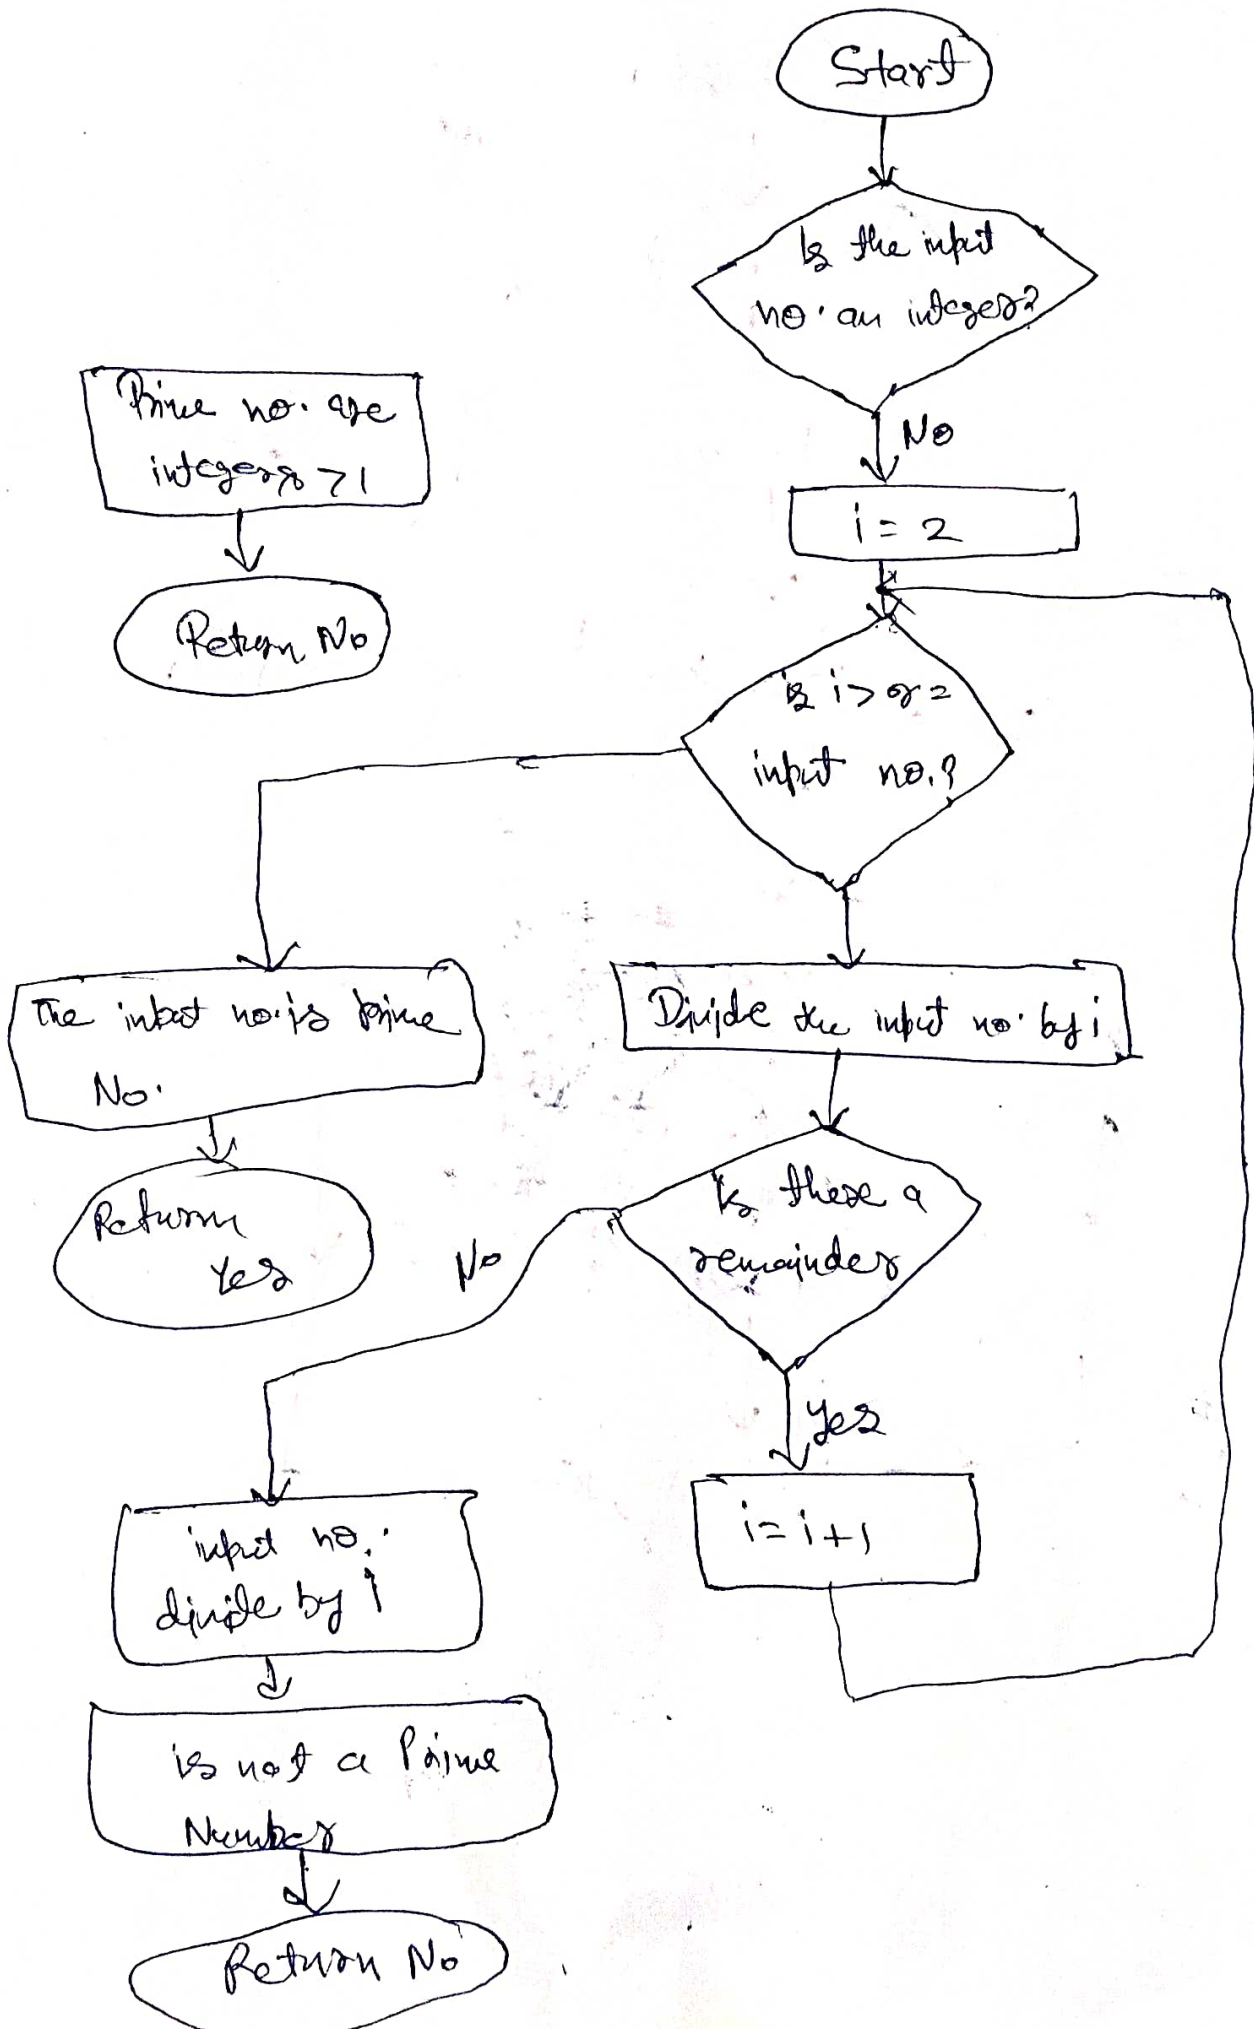 Start
Is the input
no. an integer?
No
Prime no. are
integers > 1
Return No
i = 2
is i > or =
input no.?
The input no. is prime
No.
Divide the input no. by i
Return
Yes
Is there a
remainder
No
Yes
i = i + 1
input no.
divide by i
is not a Prime
Number
Return No